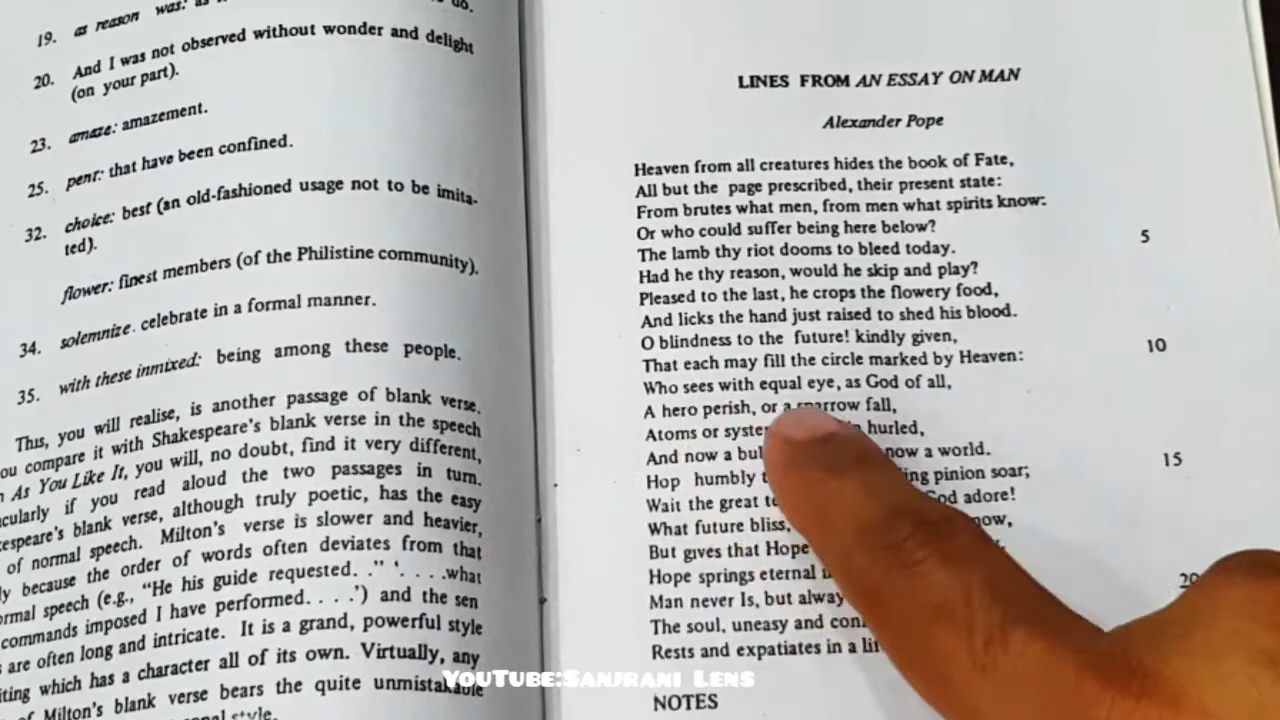 19. as reason was: as
do.
20. And I was not observed without wonder and delight
(on your part).
23. amaze: amazement.
25. pent: that have been confined.
32. choice: best (an old-fashioned usage not to be imita-
ted).
flower: finest members (of the Philistine community).
34. solemnize. celebrate in a formal manner.
35. with these inmixed: being among these people.
This, you will realise, is another passage of blank verse.
ou compare it with Shakespeare's blank verse in the speech
As You Like It, you will, no doubt, find it very different,
cularly if you read aloud the two passages in turn.
espeare's blank verse, although truly poetic, has the easy
of normal speech. Milton's verse is slower and heavier,
ly because the order of words often deviates from that
ormal speech (e.g., "He his guide requested. ." '. . . .what
commands imposed I have performed. . . .') and the sen
are often long and intricate. It is a grand, powerful style
iting which has a character all of its own. Virtually, any
of Milton's blank verse bears the quite unmistakable
style.
LINES FROM AN ESSAY ON MAN
Alexander Pope
Heaven from all creatures hides the book of Fate,
All but the page prescribed, their present state:
From brutes what men, from men what spirits know:
Or who could suffer being here below?
The lamb thy riot dooms to bleed today. 5
Had he thy reason, would he skip and play?
Pleased to the last, he crops the flowery food,
And licks the hand just raised to shed his blood.
O blindness to the future! kindly given,
That each may fill the circle marked by Heaven: 10
Who sees with equal eye, as God of all,
A hero perish, or a sparrow fall,
Atoms or syste hurled,
And now a bu now a world.
Hop humbly ing pinion soar; 15
Wait the great God adore!
What future bliss, now,
But gives that Hope
Hope springs eternal
Man never Is, but alway 20
The soul, uneasy and con
Rests and expatiates in a li
NOTES
YouTube:Sanjrani Lens